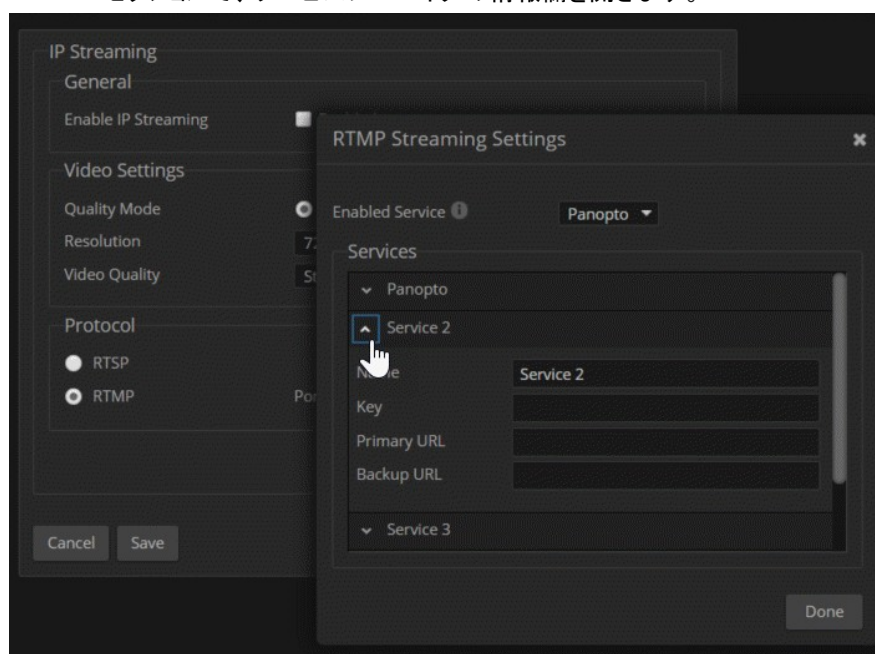 IP Streaming
General
Enable IP Streaming
RTMP Streaming Settings
Video Settings
Quality Mode
Enabled Service Panopto
Resolution
Services
Video Quality
Panopto
Protocol
Service 2
RTSP
Name Service 2
RTMP
Key
Primary URL
Backup URL
Service 3
Cancel Save
Done